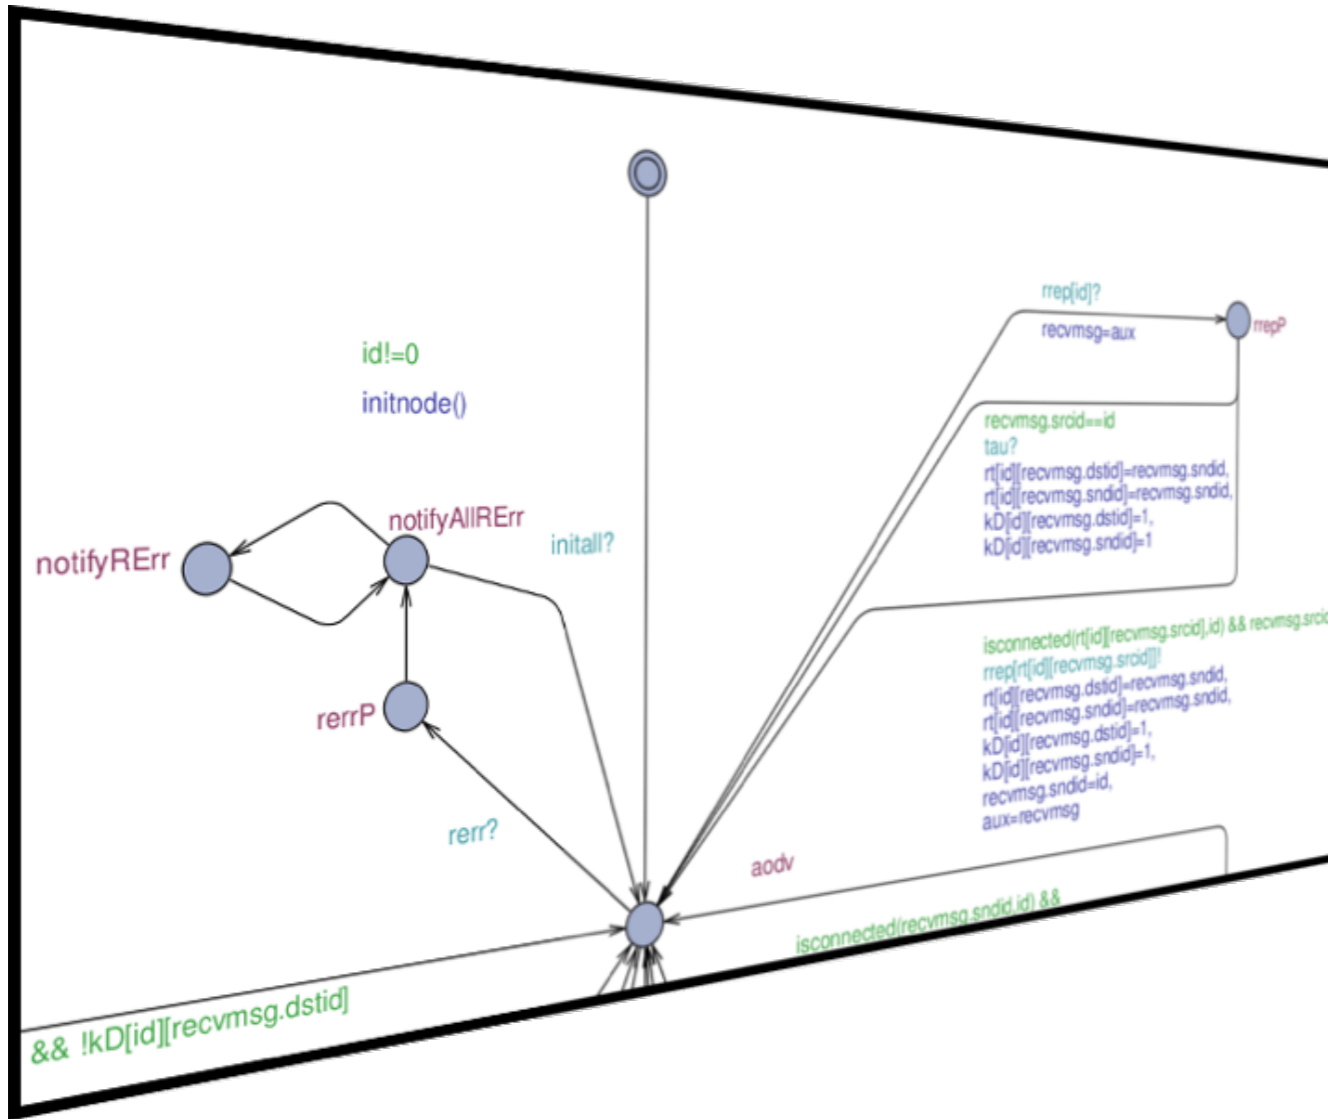 rrep[id]?
recvmsg=aux
rrepP
id!=0
initnode()
recvmsg.srcid==id
tau?
rt[id][recvmsg.dstid]=recvmsg.sndid,
rt[id][recvmsg.sndid]=recvmsg.sndid,
kD[id][recvmsg.dstid]=1,
kD[id][recvmsg.sndid]=1
notifyAllRErr
initall?
notifyRErr
isconnected(rt[id][recvmsg.srcid],id) && recvmsg.srcid
rrep[rt[id][recvmsg.srcid]]!
rt[id][recvmsg.dstid]=recvmsg.sndid,
rt[id][recvmsg.sndid]=recvmsg.sndid,
kD[id][recvmsg.dstid]=1,
kD[id][recvmsg.sndid]=1,
recvmsg.sndid=id,
aux=recvmsg
rerrP
rerr?
aodv
isconnected(recvmsg.sndid,id) &&
&& !kD[id][recvmsg.dstid]